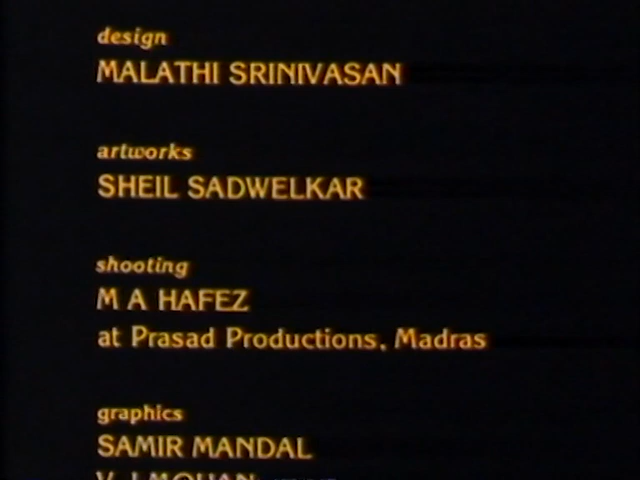 design
MALATHI SRINIVASAN
artworks
SHEIL SADWELKAR
shooting
M A HAFEZ
at Prasad Productions, Madras
graphics
SAMIR MANDAL